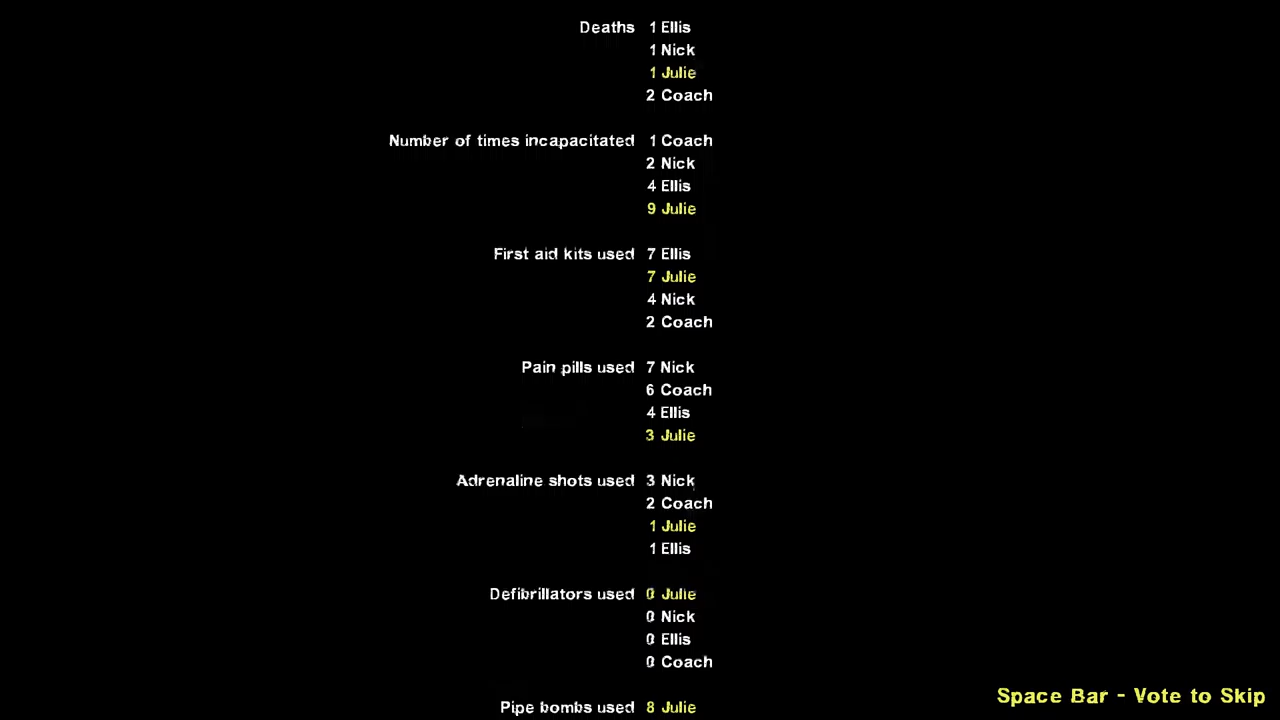 Deaths 1 Ellis
1 Nick
1 Julie
2 Coach
Number of times incapacitated 1 Coach
2 Nick
4 Ellis
9 Julie
First aid kits used 7 Ellis
7 Julie
4 Nick
2 Coach
Pain pills used 7 Nick
6 Coach
4 Ellis
3 Julie
Adrenaline shots used 3 Nick
2 Coach
1 Julie
1 Ellis
Defibrillators used 0 Julie
0 Nick
0 Ellis
0 Coach
Pipe bombs used 8 Julie
Space Bar - Vote to Skip